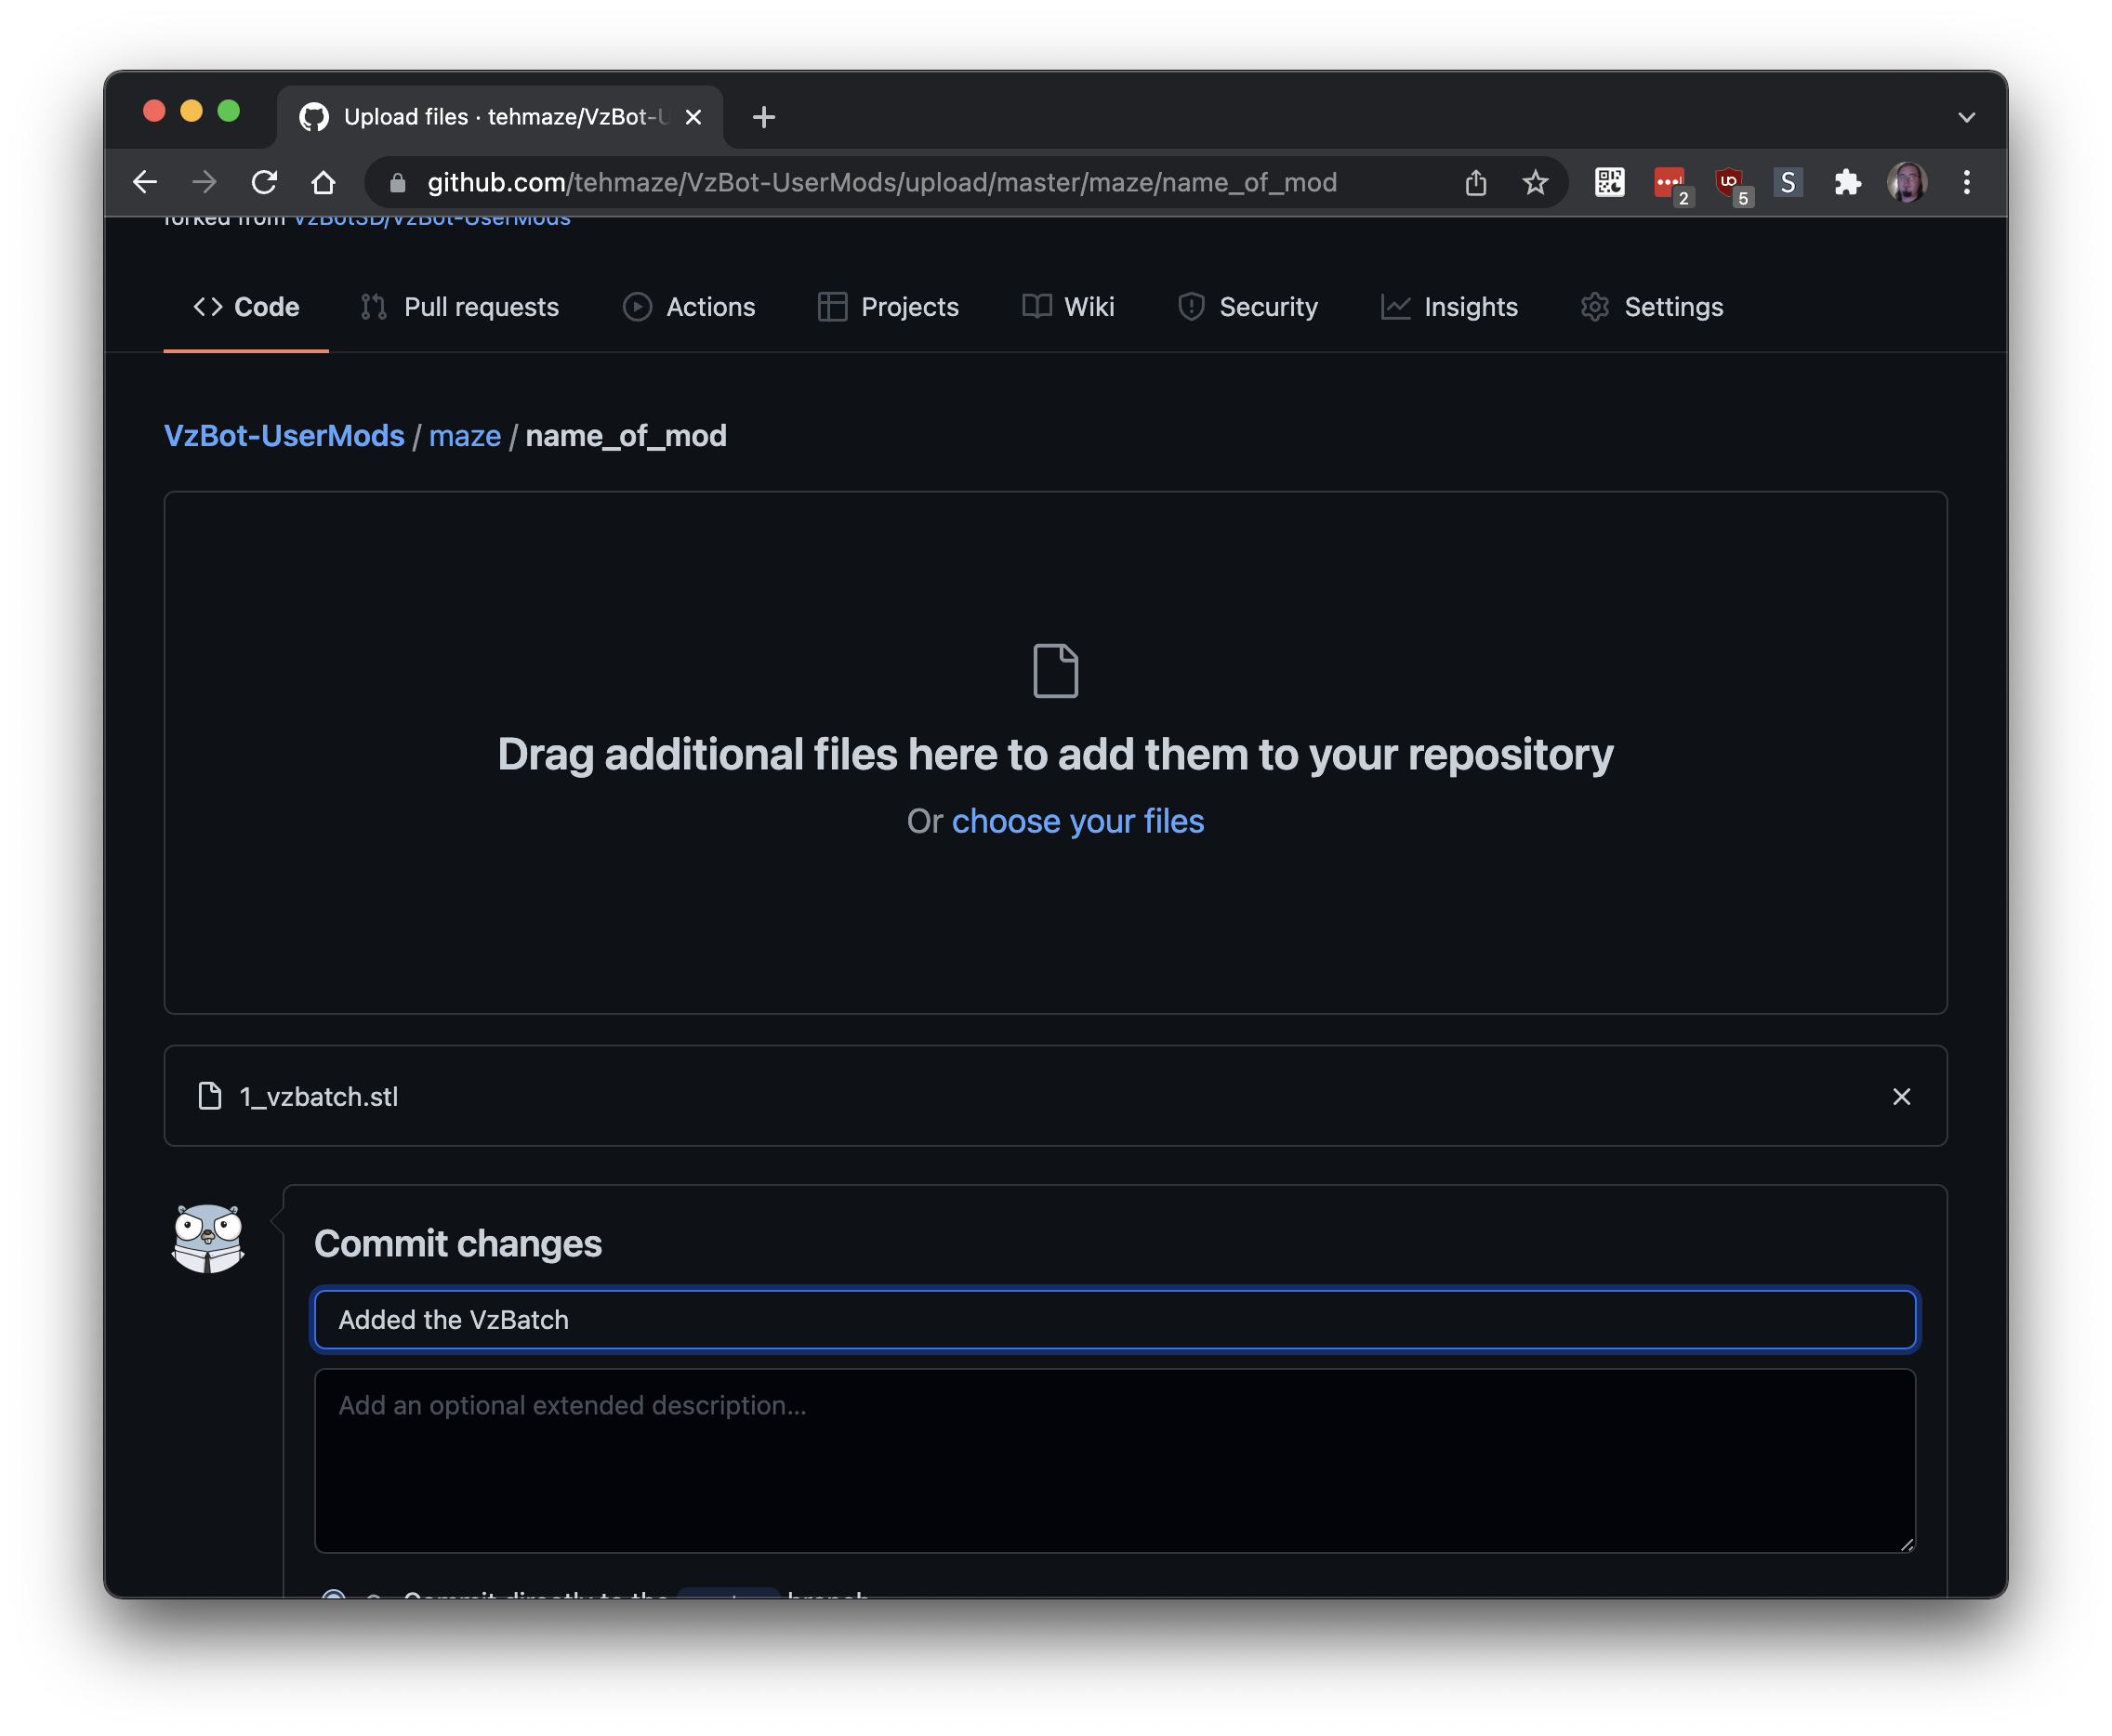 Upload files · tehmaze/VzBot-U
github.com/tehmaze/VzBot-UserMods/upload/master/maze/name_of_mod
2
5
S
forked from VzBot3D/VzBot-UserMods
Code
Pull requests
Actions
Projects
Wiki
Security
Insights
Settings
VzBot-UserMods / maze / name_of_mod
Drag additional files here to add them to your repository
Or choose your files
1_vzbatch.stl
Commit changes
Added the VzBatch
Add an optional extended description...
Commit directly to the branch